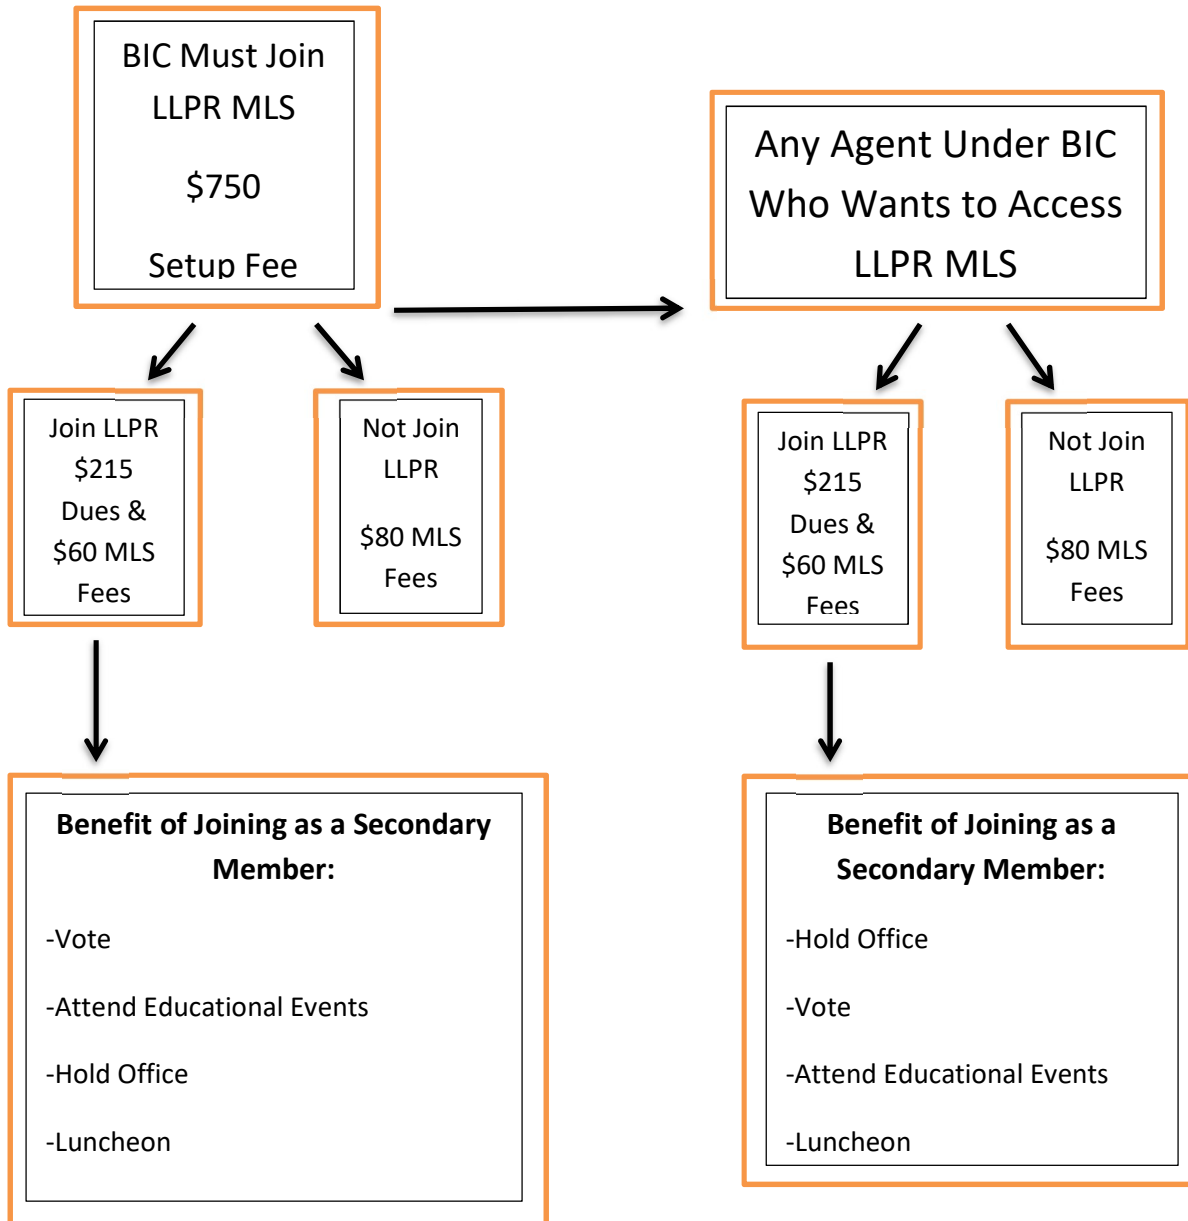 BIC Must Join
LLPR MLS
$750
Setup Fee
Any Agent Under BIC
Who Wants to Access
LLPR MLS
Join LLPR
$215
Dues &
$60 MLS
Fees
Not Join
LLPR
$80 MLS
Fees
Join LLPR
$215
Dues &
$60 MLS
Fees
Not Join
LLPR
$80 MLS
Fees
Benefit of Joining as a Secondary
Member:
-Vote
-Attend Educational Events
-Hold Office
-Luncheon
Benefit of Joining as a
Secondary Member:
-Hold Office
-Vote
-Attend Educational Events
-Luncheon